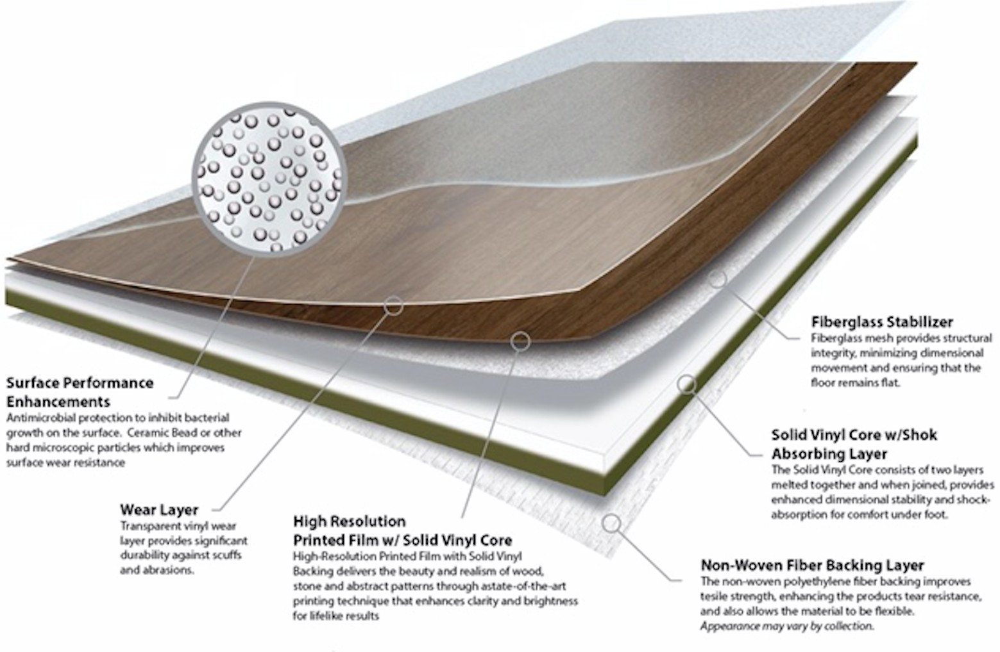 Surface Performance
Enhancements
Antimicrobial protection to inhibit bacterial
growth on the surface. Ceramic Bead or other
hard microscopic particles which improves
surface wear resistance
Wear Layer
Transparent vinyl wear
layer provides significant
durability against scuffs
and abrasions.
High Resolution
Printed Film w/ Solid Vinyl Core
High-Resolution Printed Film with Solid Vinyl
Backing delivers the beauty and realism of wood,
stone and abstract patterns through astate-of-the-art
printing technique that enhances clarity and brightness
for lifelike results
Fiberglass Stabilizer
Fiberglass mesh provides structural
integrity, minimizing dimensional
movement and ensuring that the
floor remains flat.
Solid Vinyl Core w/Shok
Absorbing Layer
The Solid Vinyl Core consists of two layers
melted together and when joined, provides
enhanced dimensional stability and shock-
absorption for comfort under foot.
Non-Woven Fiber Backing Layer
The non-woven polyethylene fiber backing improves
tesile strength, enhancing the products tear resistance,
and also allows the material to be flexible.
Appearance may vary by collection.